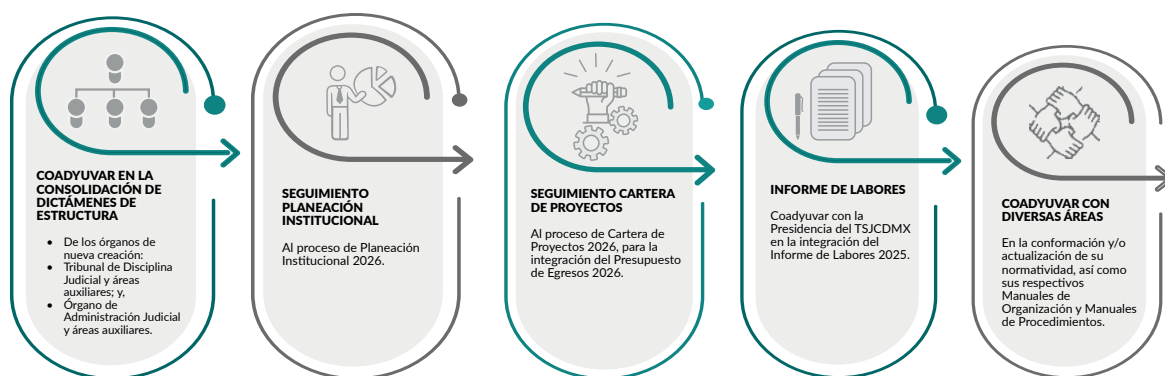 COADYUVAR EN LA
CONSOLIDACIÓN DE
DICTÁMENES DE
ESTRUCTURA
• De los órganos de
nueva creación:
• Tribunal de Disciplina
Judicial y áreas
auxiliares; y,
• Órgano de
Administración Judicial
y áreas auxiliares.
SEGUIMIENTO
PLANEACIÓN
INSTITUCIONAL
Al proceso de Planeación
Institucional 2026.
SEGUIMIENTO CARTERA
DE PROYECTOS
Al proceso de Cartera de
Proyectos 2026, para la
integración del Presupuesto
de Egresos 2026.
INFORME DE LABORES
Coadyuvar con la
Presidencia del TSJCDMX
en la integración del
Informe de Labores 2025.
COADYUVAR CON
DIVERSAS ÁREAS
En la conformación y/o
actualización de su
normatividad, así como
sus respectivos
Manuales de
Organización y Manuales
de Procedimientos.